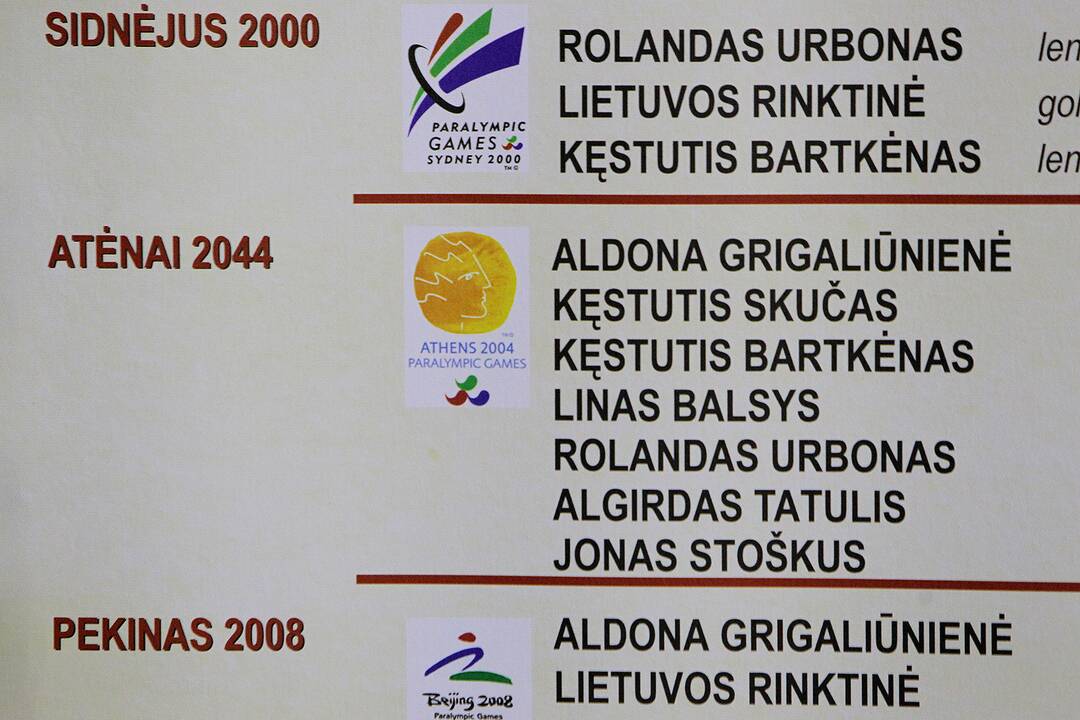 SIDNĖJUS 2000
PARALYMPIC
GAMES
SYDNEY 2000
ROLANDAS URBONAS
LIETUVOS RINKTINĖ
KĘSTUTIS BARTKĖNAS
ATĖNAI 2044
ATHENS 2004
PARALYMPIC GAMES
ALDONA GRIGALIŪNIENĖ
KĘSTUTIS SKUČAS
KĘSTUTIS BARTKĖNAS
LINAS BALSYS
ROLANDAS URBONAS
ALGIRDAS TATULIS
JONAS STOŠKUS
PEKINAS 2008
Beijing 2008
Paralympic Games
ALDONA GRIGALIŪNIENĖ
LIETUVOS RINKTINĖ